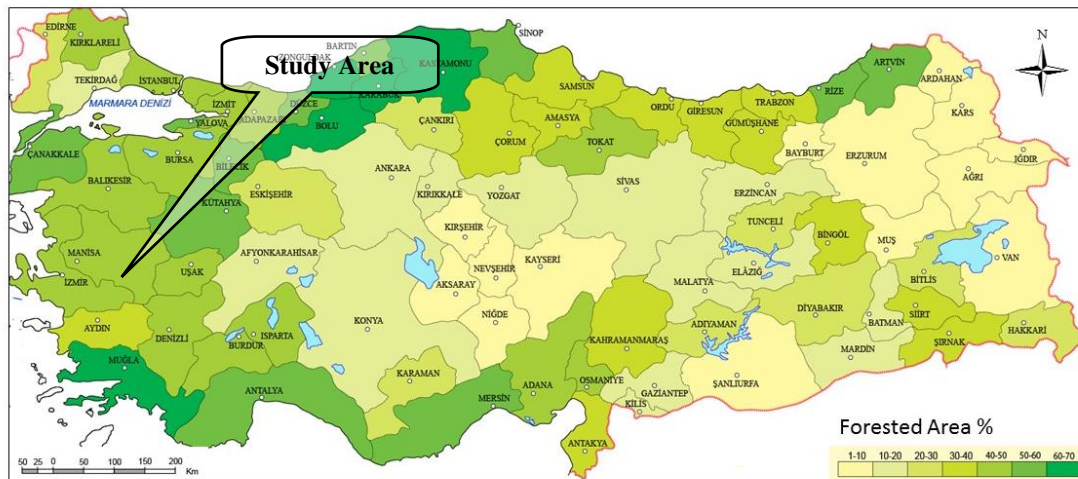 EDİRNE
KIRKLARELİ
TEKİRDAĞ
İSTANBUL
MARMARA DENİZİ
YALOVA
İZMİT
ADAPAZARI
DÜZCE
ZONGULDAK
BARTIN
Study Area
KARABÜK
KASTAMONU
SİNOP
N
BOLU
ÇANKIRI
SAMSUN
AMASYA
ÇORUM
TOKAT
ORDU
GİRESUN
TRABZON
GÜMÜŞHANE
RİZE
ARTVİN
ARDAHAN
KARS
BAYBURT
ERZURUM
IĞDIR
AĞRI
ÇANAKKALE
BURSA
BİLECİK
BALIKESİR
ESKİŞEHİR
KÜTAHYA
ANKARA
KIRIKKALE
YOZGAT
SİVAS
ERZİNCAN
TUNCELİ
BİNGÖL
MUŞ
VAN
MANİSA
İZMİR
UŞAK
AFYONKARAHİSAR
KIRŞEHİR
NEVŞEHİR
AKSARAY
KAYSERİ
NİĞDE
MALATYA
ELÂZIĞ
BİTLİS
AYDIN
DENİZLİ
BURDUR
ISPARTA
KONYA
KARAMAN
KAHRAMANMARAŞ
ADIYAMAN
DİYABAKIR
BATMAN
SİİRT
ŞIRNAK
HAKKARİ
MARDİN
MUĞLA
ANTALYA
MERSİN
ADANA
OSMANİYE
GAZİANTEP
KİLİS
ŞANLIURFA
ANTAKYA
50 25 0 50 100 150 200
Km
Forested Area %
1-10 10-20 20-30 30-40 40-50 50-60 60-70